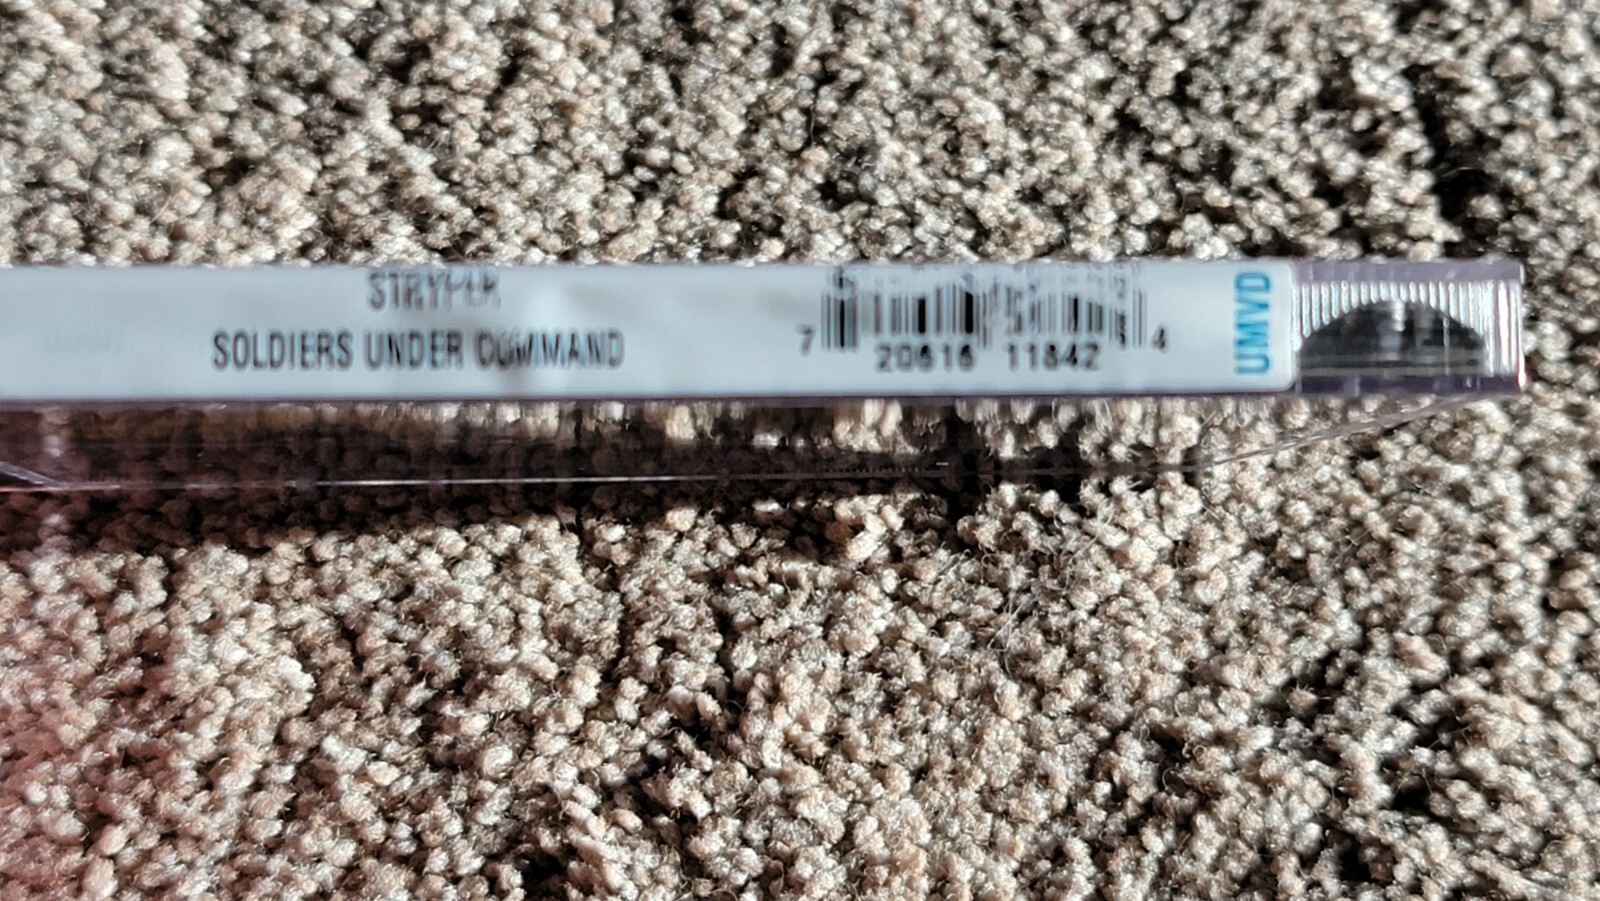 STRYPER
SOLDIERS UNDER COMMAND
7 20616 11842 4
UMVD